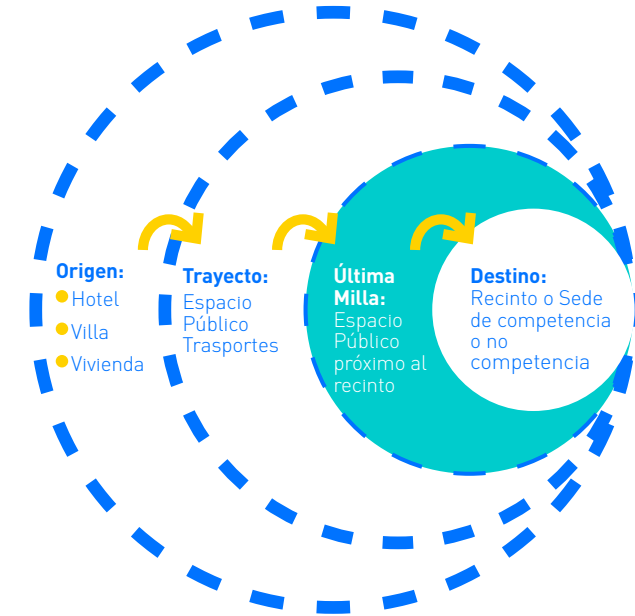 Origen:
Hotel
Villa
Vivienda
Trayecto:
Espacio
Público
Trasportes
Última
Milla:
Espacio
Público
próximo al
recinto
Destino:
Recinto o Sede
de competencia
o no
competencia